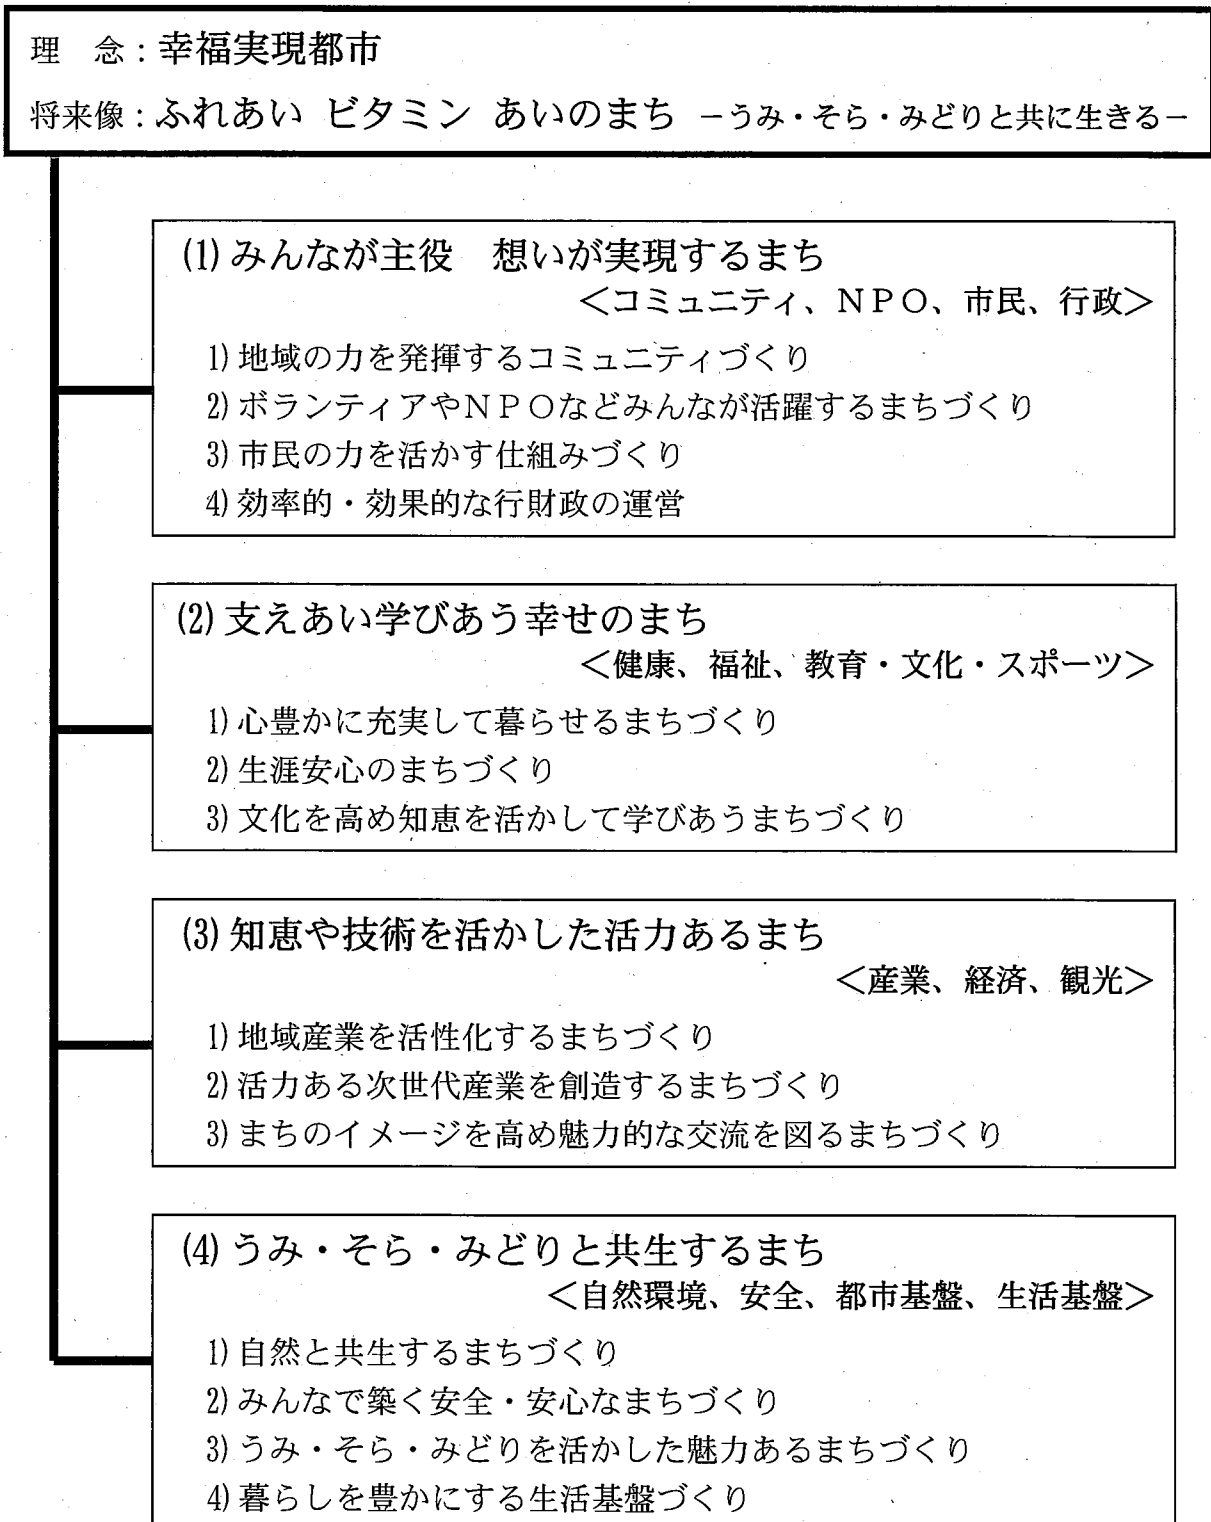 理　念：幸福実現都市
将来像：ふれあい ビタミン あいのまち －うみ・そら・みどりと共に生きる－
(1) みんなが主役　想いが実現するまち
＜コミュニティ、ＮＰＯ、市民、行政＞
1) 地域の力を発揮するコミュニティづくり
2) ボランティアやＮＰＯなどみんなが活躍するまちづくり
3) 市民の力を活かす仕組みづくり
4) 効率的・効果的な行財政の運営
(2) 支えあい学びあう幸せのまち
＜健康、福祉、教育・文化・スポーツ＞
1) 心豊かに充実して暮らせるまちづくり
2) 生涯安心のまちづくり
3) 文化を高め知恵を活かして学びあうまちづくり
(3) 知恵や技術を活かした活力あるまち
＜産業、経済、観光＞
1) 地域産業を活性化するまちづくり
2) 活力ある次世代産業を創造するまちづくり
3) まちのイメージを高め魅力的な交流を図るまちづくり
(4) うみ・そら・みどりと共生するまち
＜自然環境、安全、都市基盤、生活基盤＞
1) 自然と共生するまちづくり
2) みんなで築く安全・安心なまちづくり
3) うみ・そら・みどりを活かした魅力あるまちづくり
4) 暮らしを豊かにする生活基盤づくり